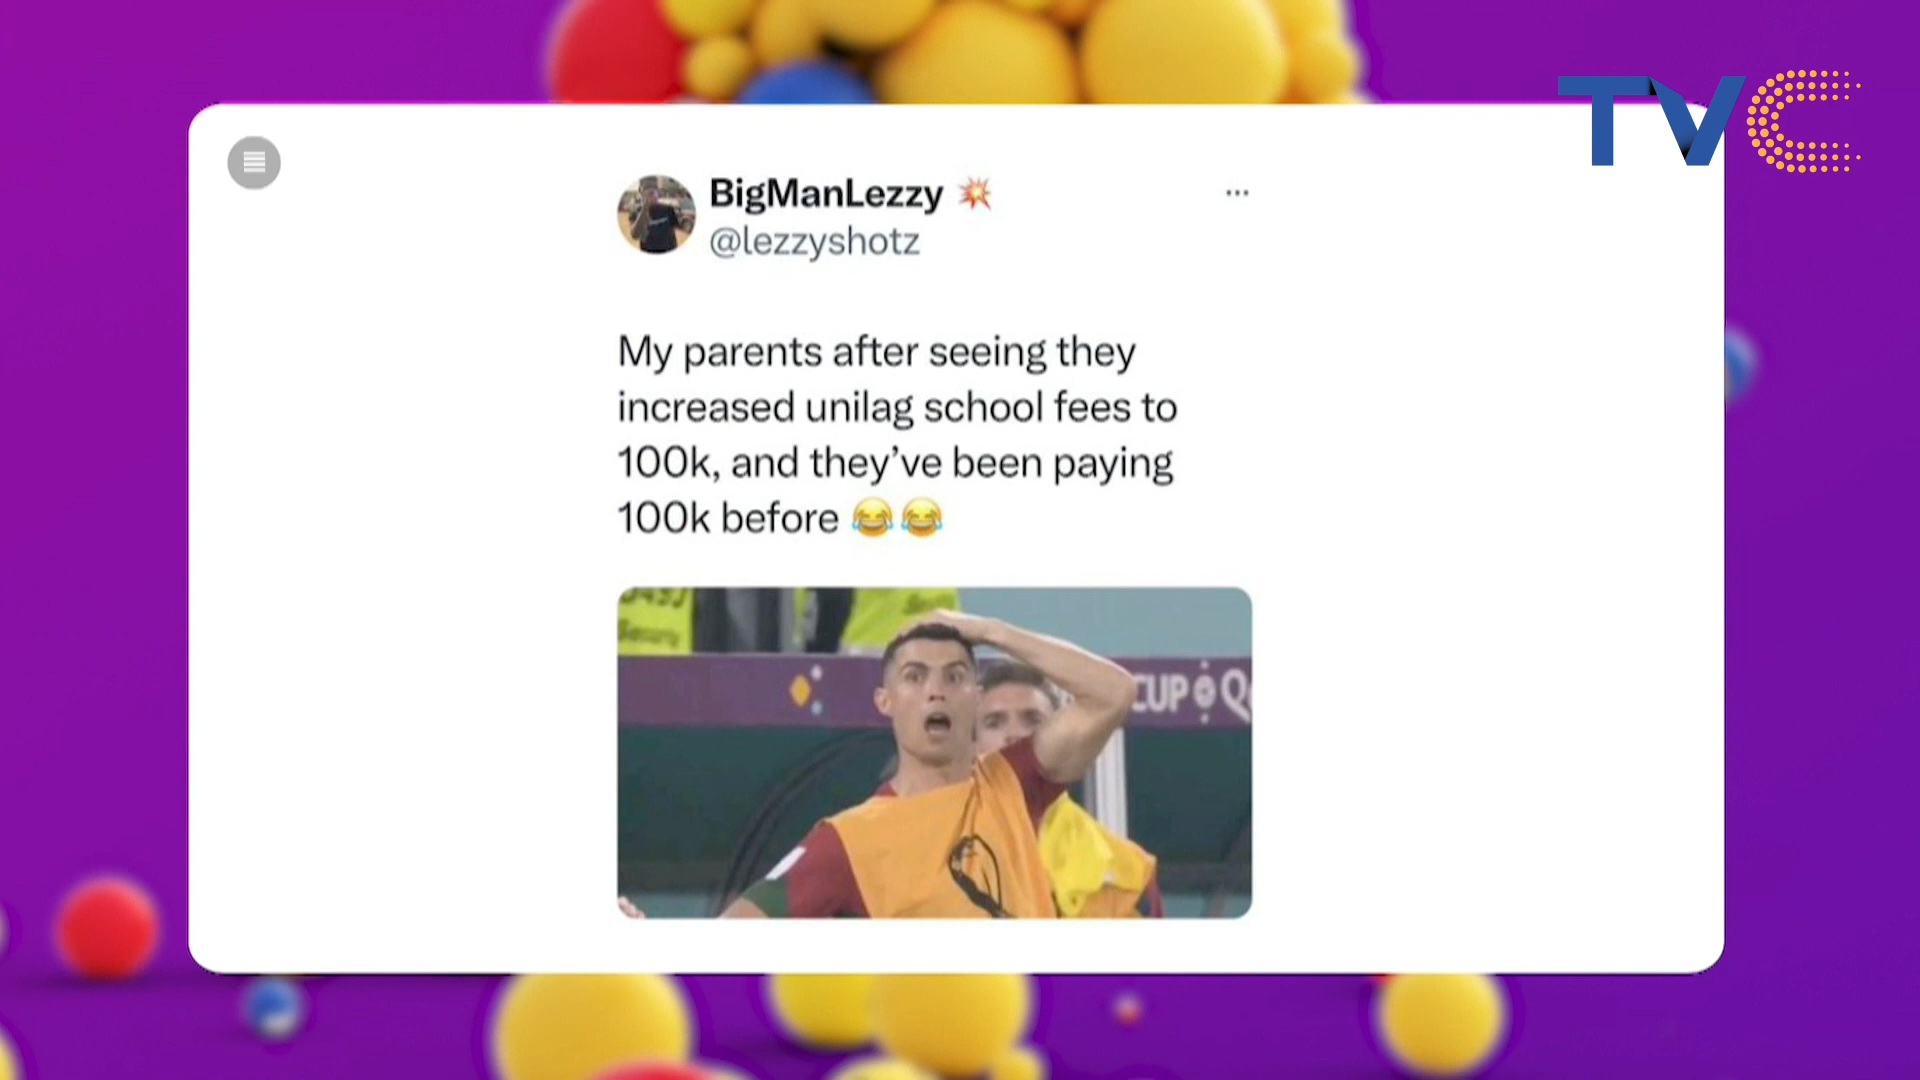 TVC
BigManLezzy 💥
@lezzyshotz
My parents after seeing they
increased unilag school fees to
100k, and they’ve been paying
100k before 😂😂
CUP